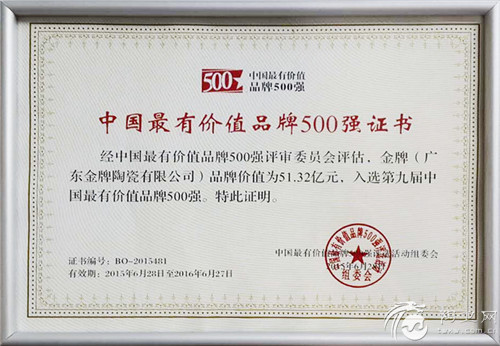 500强
中国最有价值
品牌500强
中国最有价值品牌500强证书
经中国最有价值品牌500强评审委员会评估，金牌（广
东金牌陶瓷有限公司）品牌价值为51.32亿元，入选第九届中
国最有价值品牌500强。特此证明。
证书编号：BO-2015481
有效期：2015年6月28日至2016年6月27日
组委会
www.cnxw.com.cn